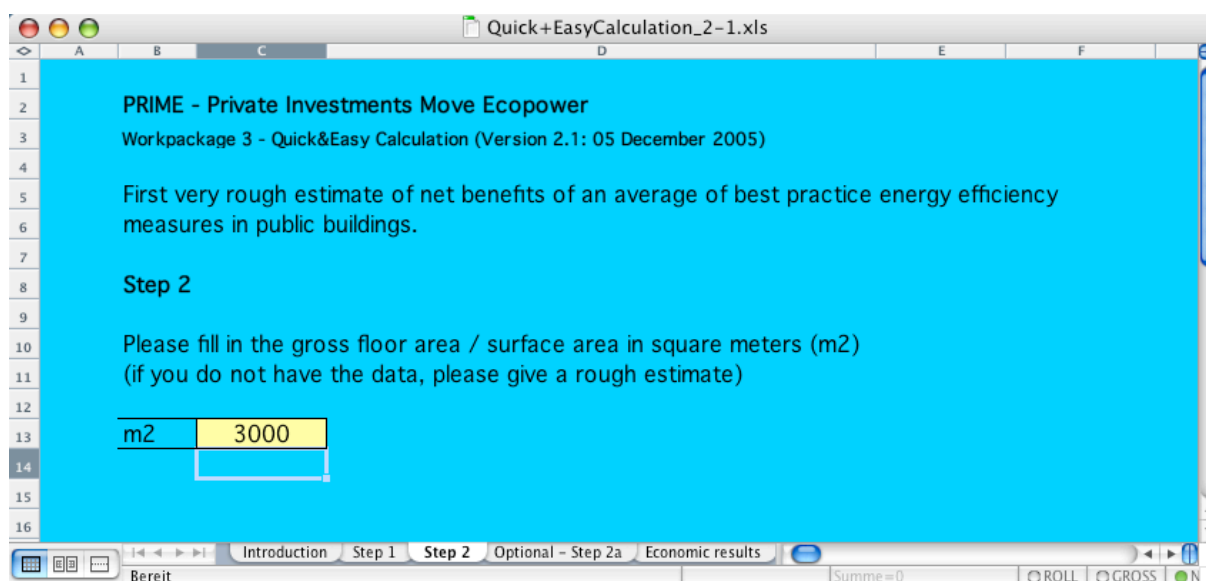 Quick+EasyCalculation_2-1.xls
A B C D E F
1
2 PRIME - Private Investments Move Ecopower
3 Workpackage 3 - Quick&Easy Calculation (Version 2.1: 05 December 2005)
4
5 First very rough estimate of net benefits of an average of best practice energy efficiency
6 measures in public buildings.
7
8 Step 2
9
10 Please fill in the gross floor area / surface area in square meters (m2)
11 (if you do not have the data, please give a rough estimate)
12
13 m2 3000
14
15
16
Introduction Step 1 Step 2 Optional - Step 2a Economic results
Bereit Summe=0 ROLL GROSS N